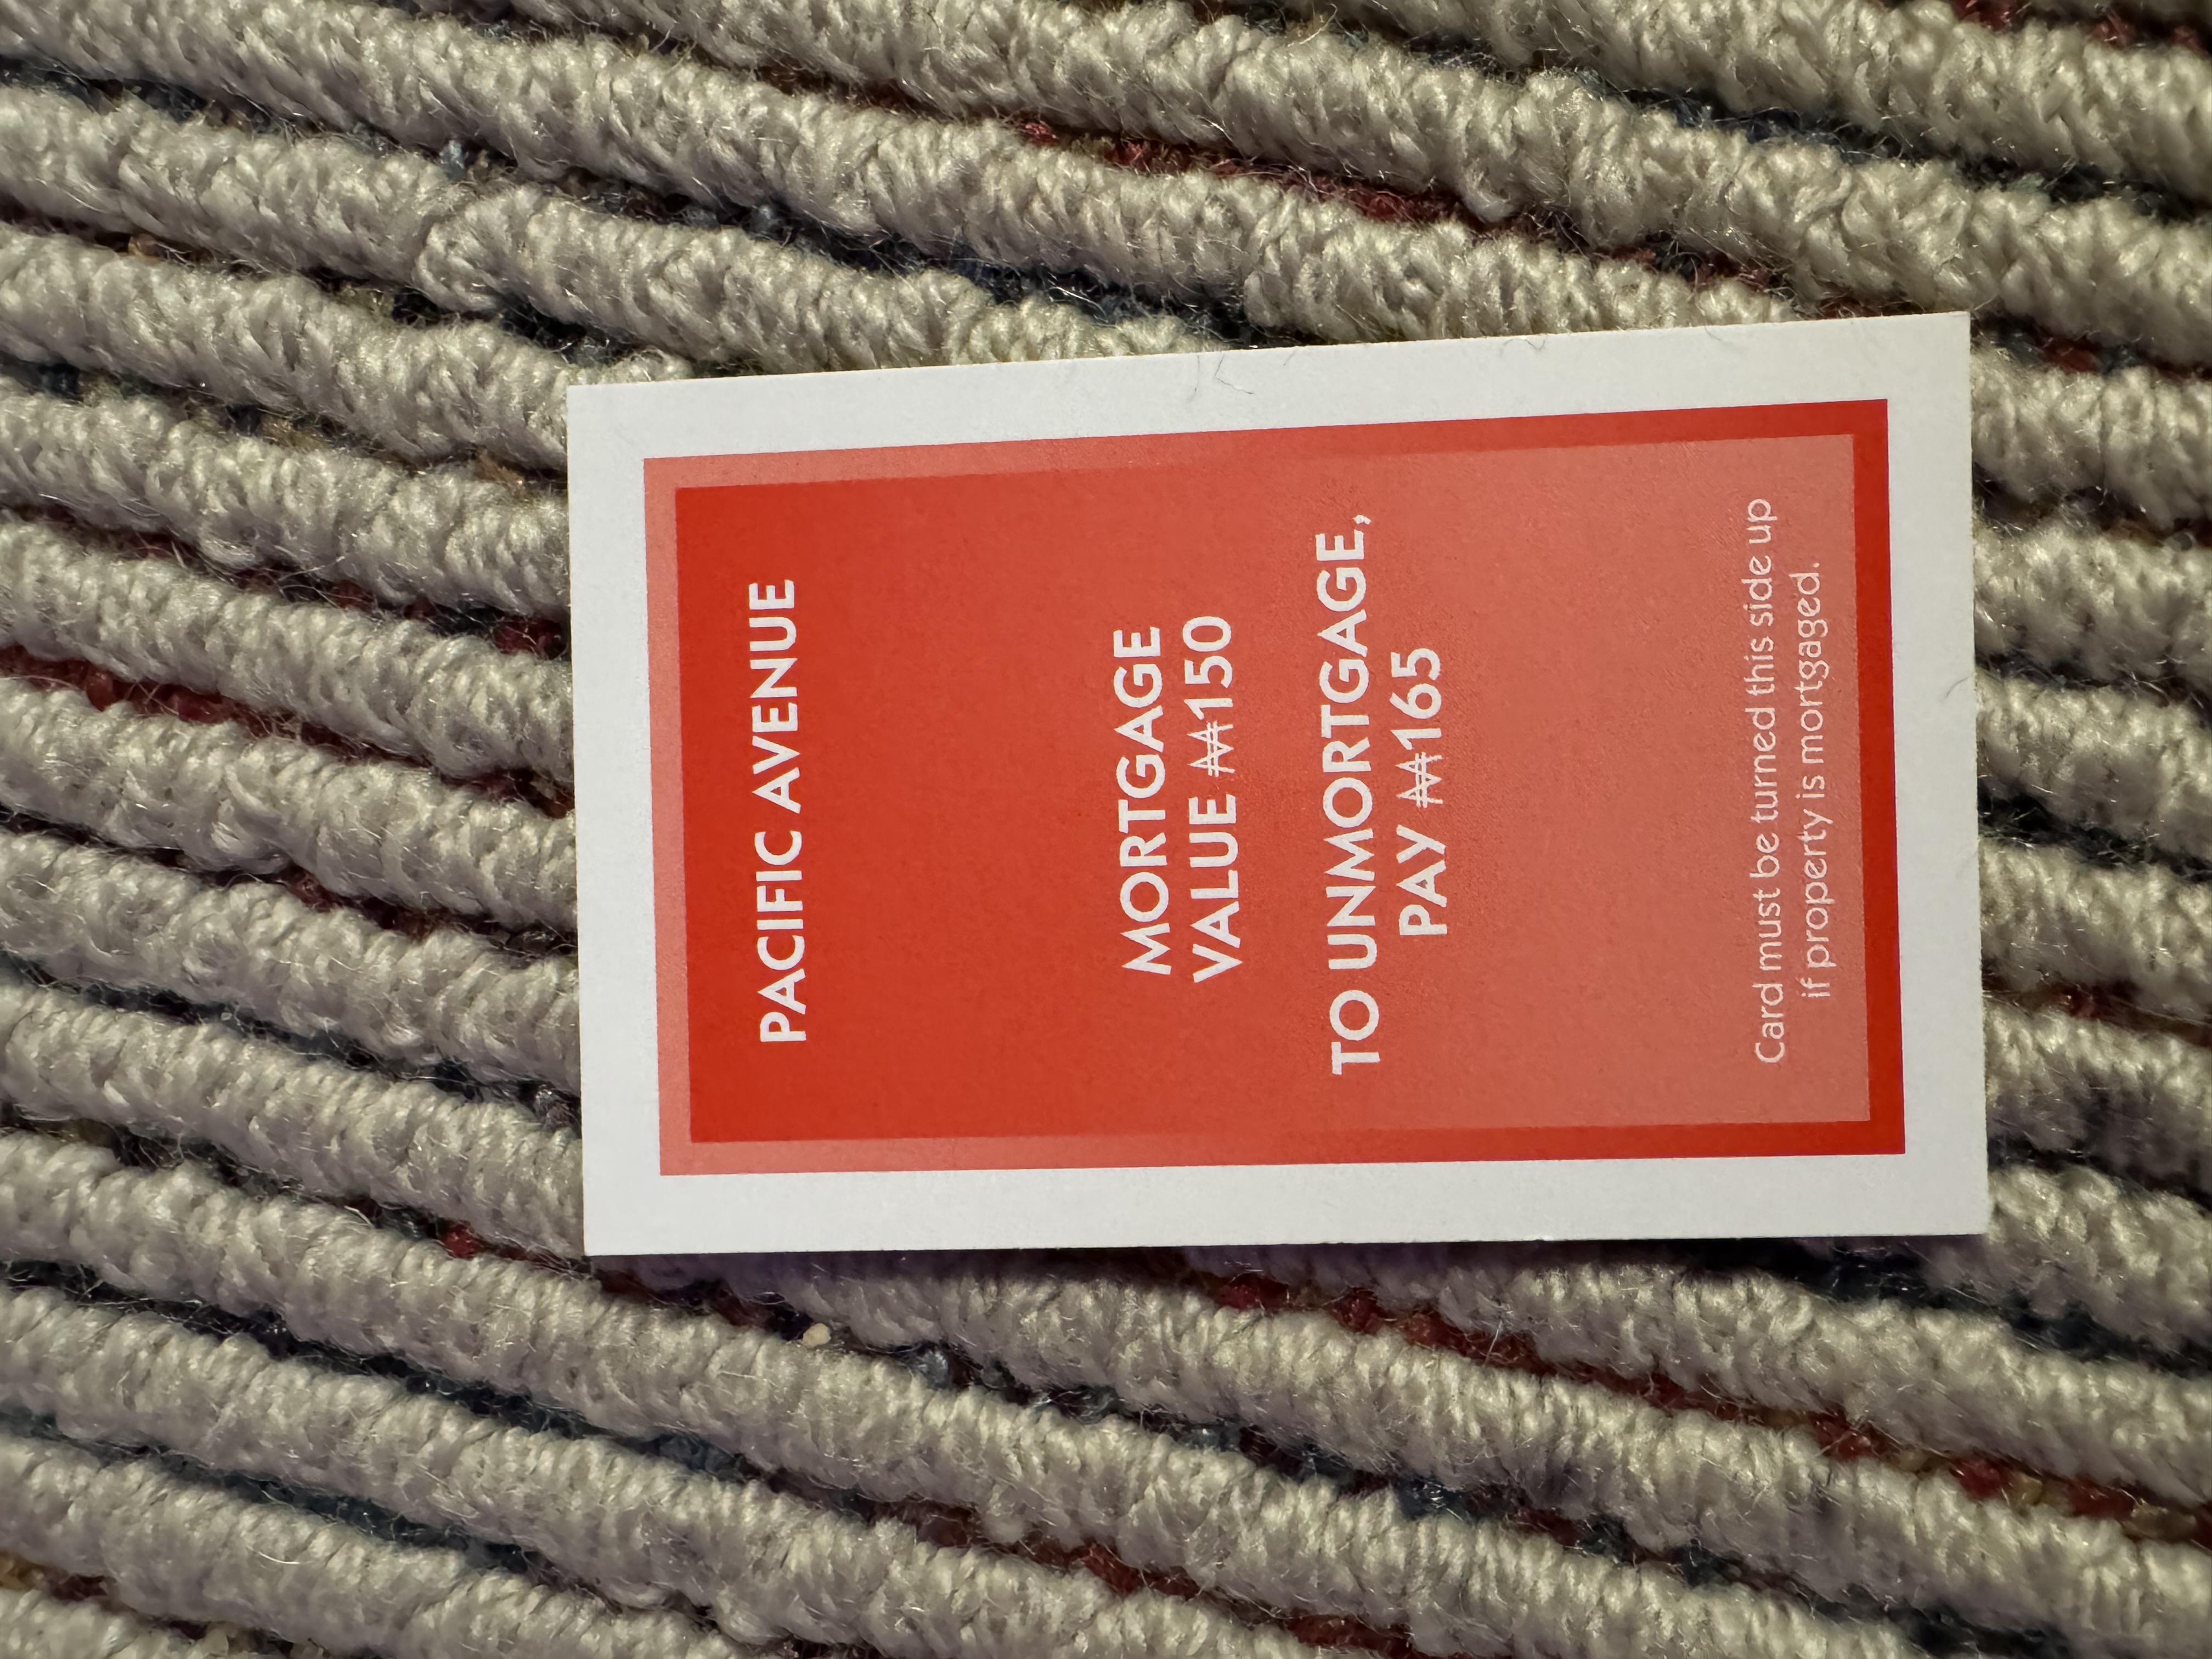 PACIFIC AVENUE
MORTGAGE
VALUE ₩150
TO UNMORTGAGE,
PAY ₩165
Card must be turned this side up
if property is mortgaged.